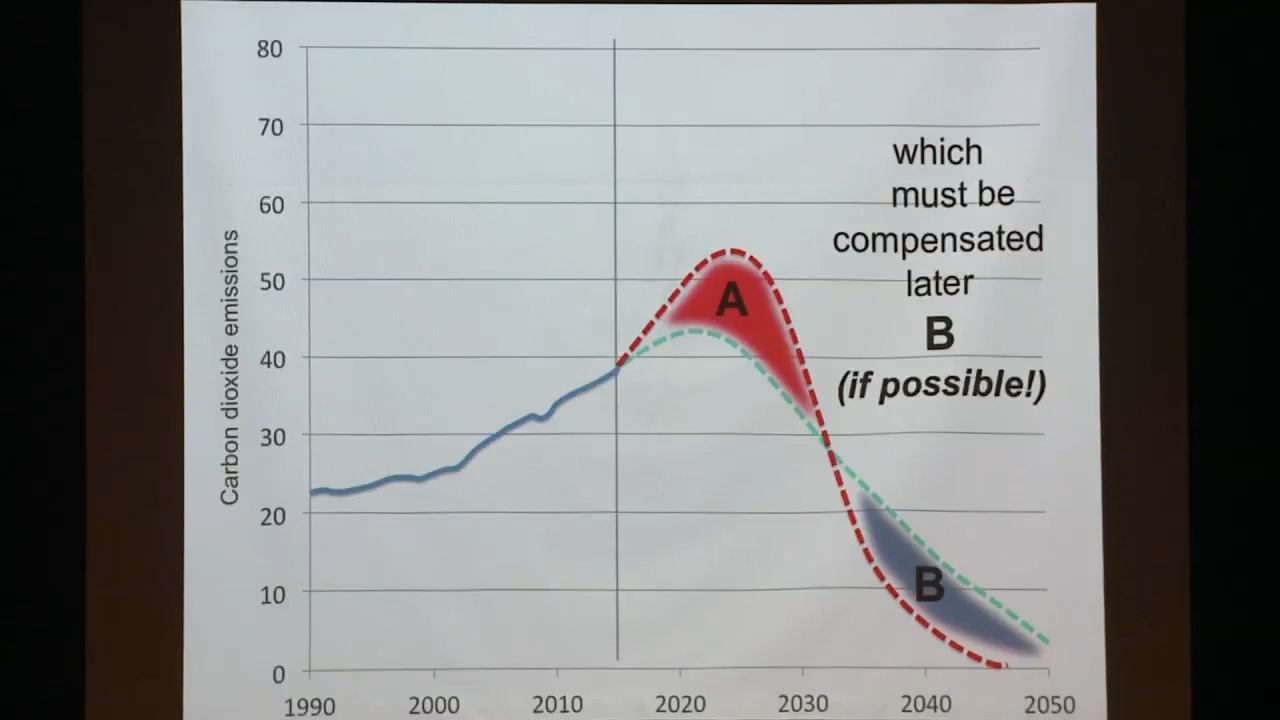 80
70
60
50
40
30
20
10
0
Carbon dioxide emissions
1990 2000 2010 2020 2030 2040 2050
A
B
which
must be
compensated
later
B
(if possible!)